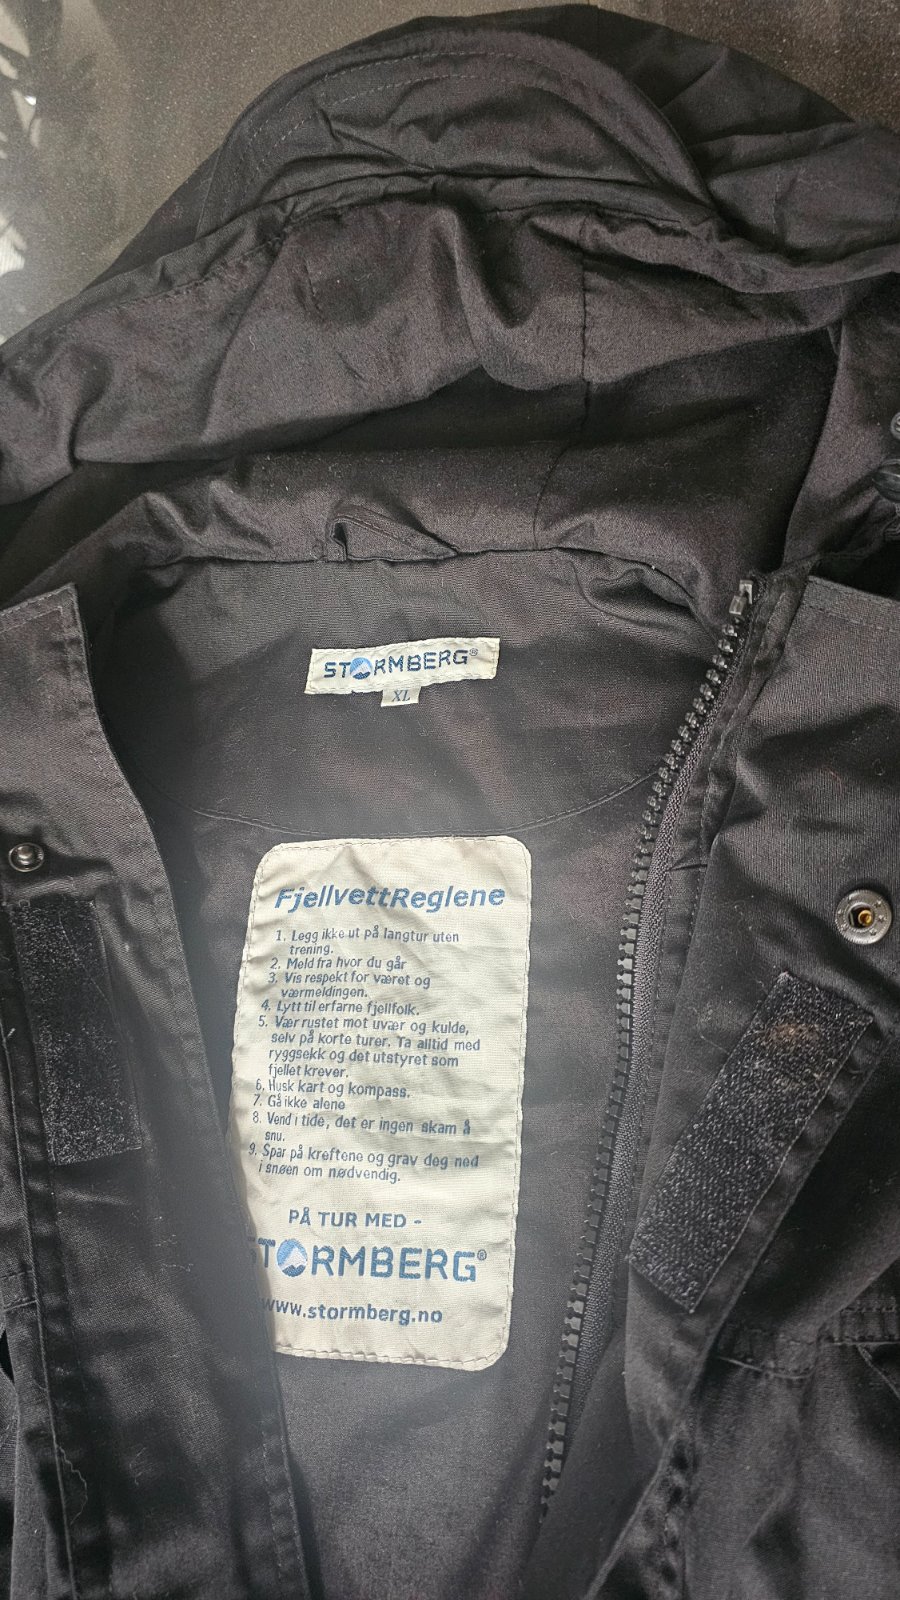 STORMBERG®
XL
FjellvettReglene
1. Legg ikke ut på langtur uten
trening.
2. Meld fra hvor du går
3. Vis respekt for været og
værmeldingen.
4. Lytt til erfarne fjellfolk.
5. Vær rustet mot uvær og kulde,
selv på korte turer. Ta alltid med
ryggsekk og det utstyret som
fjellet krever.
6. Husk kart og kompass.
7. Gå ikke alene
8. Vend i tide, det er ingen skam å
snu.
9. Spar på kreftene og grav deg ned
i snøen om nødvendig.
PÅ TUR MED -
STORMBERG®
www.stormberg.no